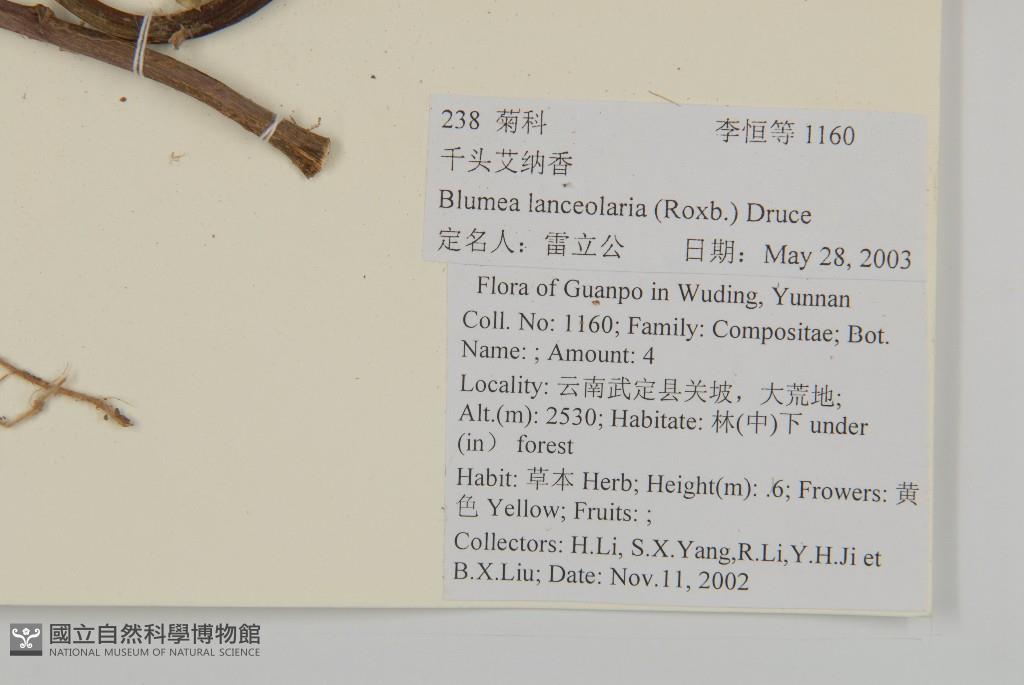 238 菊科 李恒等 1160
千头艾纳香
Blumea lanceolaria (Roxb.) Druce
定名人：雷立公 日期：May 28, 2003
Flora of Guanpo in Wuding, Yunnan
Coll. No: 1160; Family: Compositae; Bot.
Name: ; Amount: 4
Locality: 云南武定县关坡，大荒地;
Alt.(m): 2530; Habitate: 林(中)下 under
(in） forest
Habit: 草本 Herb; Height(m): .6; Frowers: 黄
色 Yellow; Fruits: ;
Collectors: H.Li, S.X.Yang,R.Li,Y.H.Ji et
B.X.Liu; Date: Nov.11, 2002
國立自然科學博物館
NATIONAL MUSEUM OF NATURAL SCIENCE